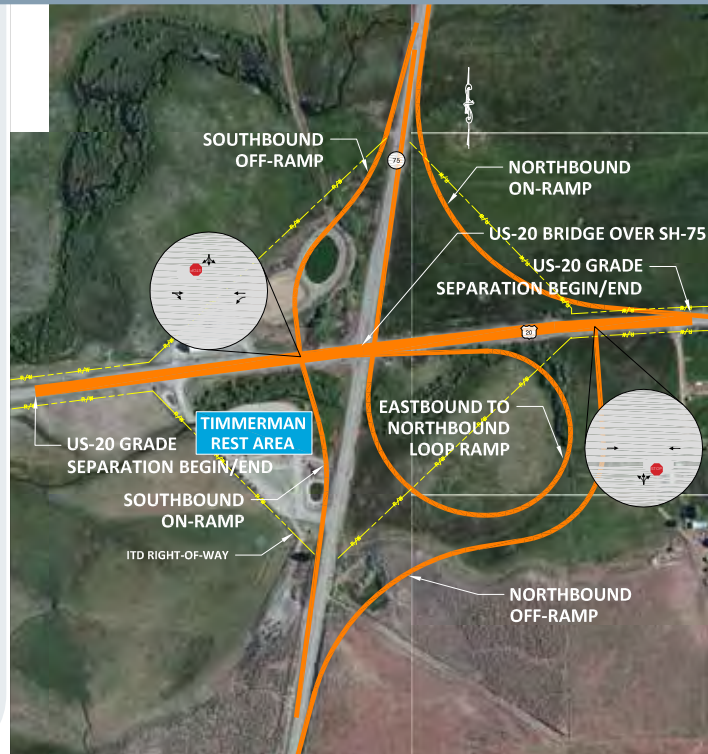 SOUTHBOUND
OFF-RAMP
75
NORTHBOUND
ON-RAMP
US-20 BRIDGE OVER SH-75
US-20 GRADE
SEPARATION BEGIN/END
STOP
20
TIMMERMAN
REST AREA
EASTBOUND TO
NORTHBOUND
LOOP RAMP
US-20 GRADE
SEPARATION BEGIN/END
STOP
SOUTHBOUND
ON-RAMP
ITD RIGHT-OF-WAY
NORTHBOUND
OFF-RAMP